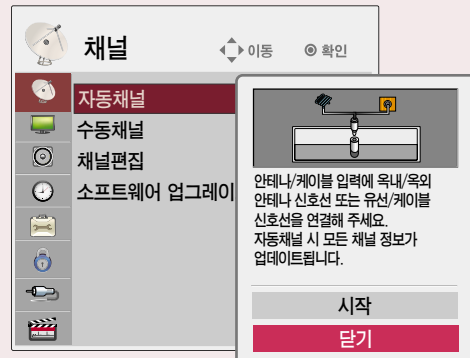 채널
이동
확인
자동채널
수동채널
채널편집
소프트웨어 업그레이
안테나/케이블 입력에 옥내/옥외
안테나 신호선 또는 유선/케이블
신호선을 연결해 주세요.
자동채널 시 모든 채널 정보가
업데이트됩니다.
시작
닫기